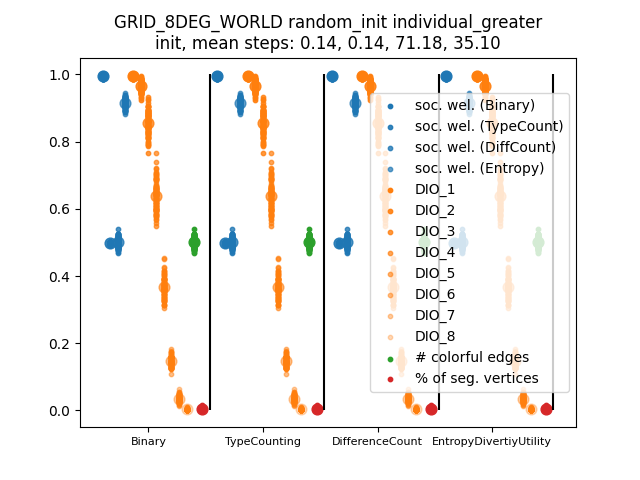 GRID_8DEG_WORLD random_init individual_greater
init, mean steps: 0.14, 0.14, 71.18, 35.10
1.0
0.8
0.6
0.4
0.2
0.0
soc. wel. (Binary)
soc. wel. (TypeCount)
soc. wel. (DiffCount)
soc. wel. (Entropy)
DIO_1
DIO_2
DIO_3
DIO_4
DIO_5
DIO_6
DIO_7
DIO_8
# colorful edges
% of seg. vertices
Binary
TypeCounting
DifferenceCount
EntropyDivertiyUtility